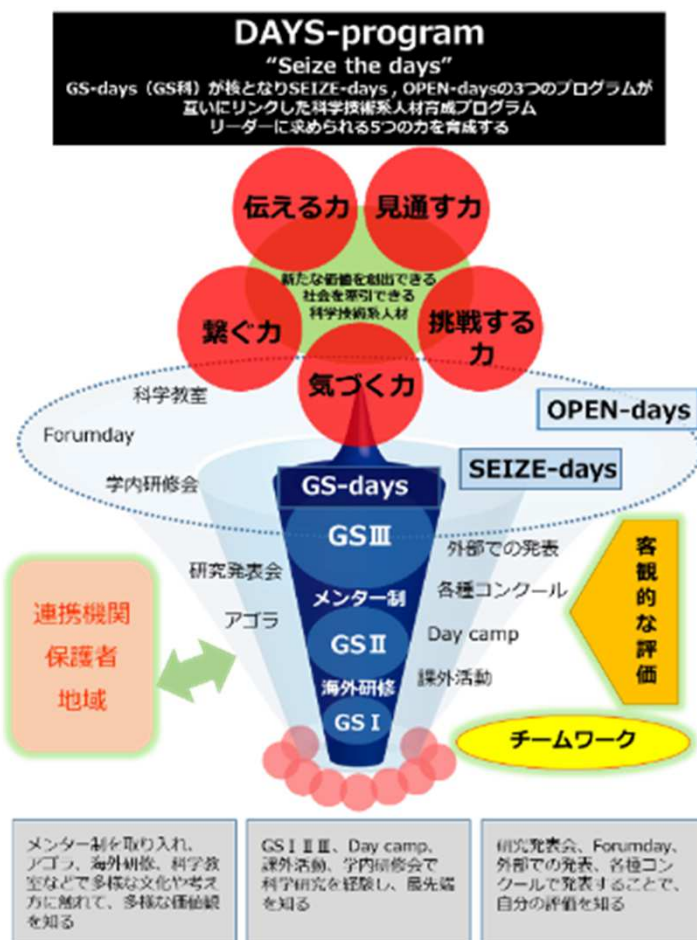 DAYS-program
"Seize the days"
GS-days（GS科）が核となりSEIZE-days , OPEN-daysの3つのプログラムが
互いにリンクした科学技術系人材育成プログラム
リーダーに求められる5つの力を育成する
伝える力
見通す力
新たな価値を創出できる
社会を牽引できる
科学技術系人材
繋ぐ力
挑戦する
力
気づく力
科学教室
OPEN-days
Forumday
SEIZE-days
学内研修会
GS-days
GSⅢ
外部での発表
研究発表会
メンター制
各種コンクール
アゴラ
GSⅡ
Day camp
海外研修
課外活動
GSⅠ
客観的な評価
連携機関
保護者
地域
チームワーク
メンター制を取り入れ、
アゴラ、海外研修、科学教
室などで多様な文化や考え
方に触れて、多様な価値観
を知る
GSⅠⅡⅢ、Day camp、
課外活動、学内研修会で
科学研究を経験し、最先端
を知る
研究発表会、Forumday、
外部での発表、各種コン
クールで発表することで、
自分の評価を知る